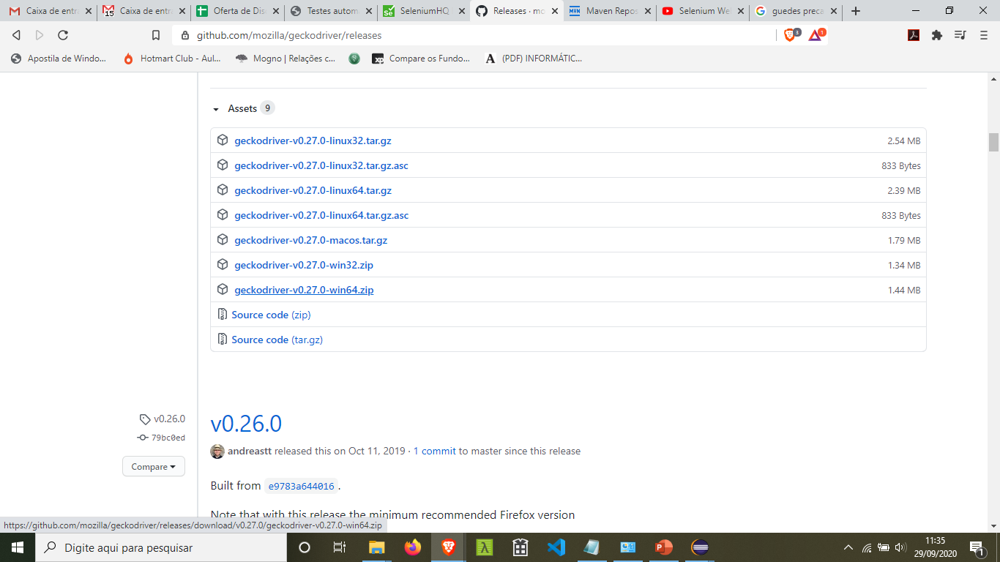 Caixa de entr
15
Caixa de entra
Oferta de Dis
Testes autom
Se
SeleniumHQ
Releases · mo
MVN
Maven Repos
Selenium We
guedes preca
github.com/mozilla/geckodriver/releases
3
1
Apostila de Windo...
Hotmart Club - Aul...
Mogno | Relações c...
xp
Compare os Fundo...
A
(PDF) INFORMÁTIC...
Assets 9
geckodriver-v0.27.0-linux32.tar.gz 2.54 MB
geckodriver-v0.27.0-linux32.tar.gz.asc 833 Bytes
geckodriver-v0.27.0-linux64.tar.gz 2.39 MB
geckodriver-v0.27.0-linux64.tar.gz.asc 833 Bytes
geckodriver-v0.27.0-macos.tar.gz 1.79 MB
geckodriver-v0.27.0-win32.zip 1.34 MB
geckodriver-v0.27.0-win64.zip 1.44 MB
Source code (zip)
Source code (tar.gz)
v0.26.0
79bc0ed
Compare
v0.26.0
andreastt released this on Oct 11, 2019 · 1 commit to master since this release
Built from e9783a644016 .
Note that with this release the minimum recommended Firefox version
https://github.com/mozilla/geckodriver/releases/download/v0.27.0/geckodriver-v0.27.0-win64.zip
Digite aqui para pesquisar
11:35
29/09/2020
1